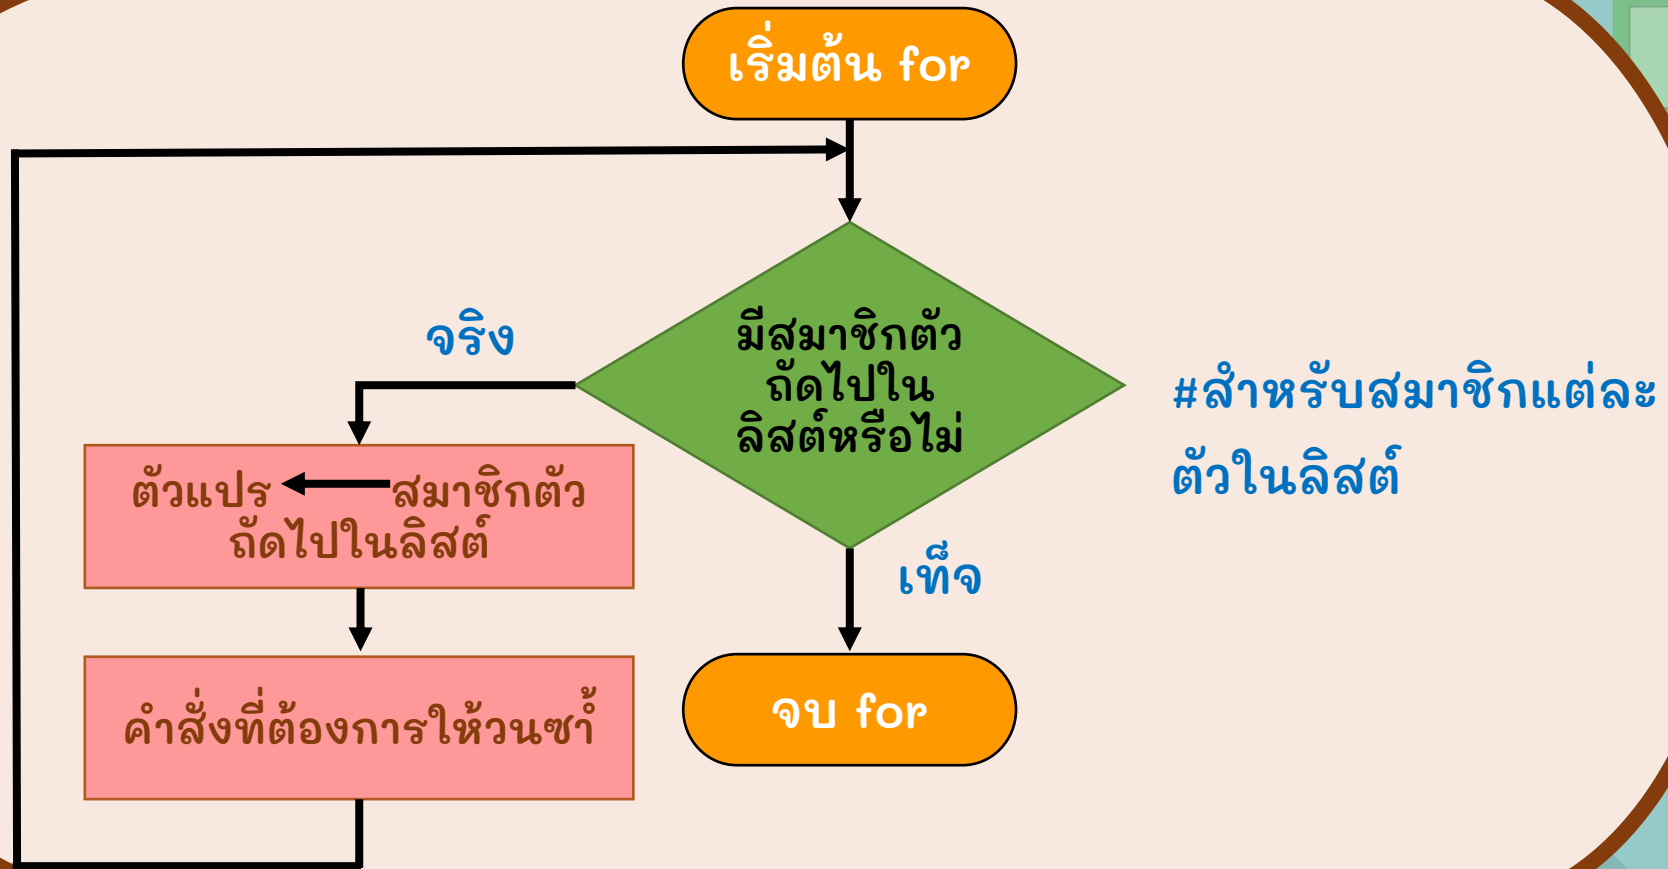 เริ่มต้น for
จริง
มีสมาชิกตัว
ถัดไปใน
ลิสต์หรือไม่
#สำหรับสมาชิกแต่ละ
ตัวในลิสต์
ตัวแปร สมาชิกตัว
ถัดไปในลิสต์
เท็จ
คำสั่งที่ต้องการให้วนซ้ำ
จบ for